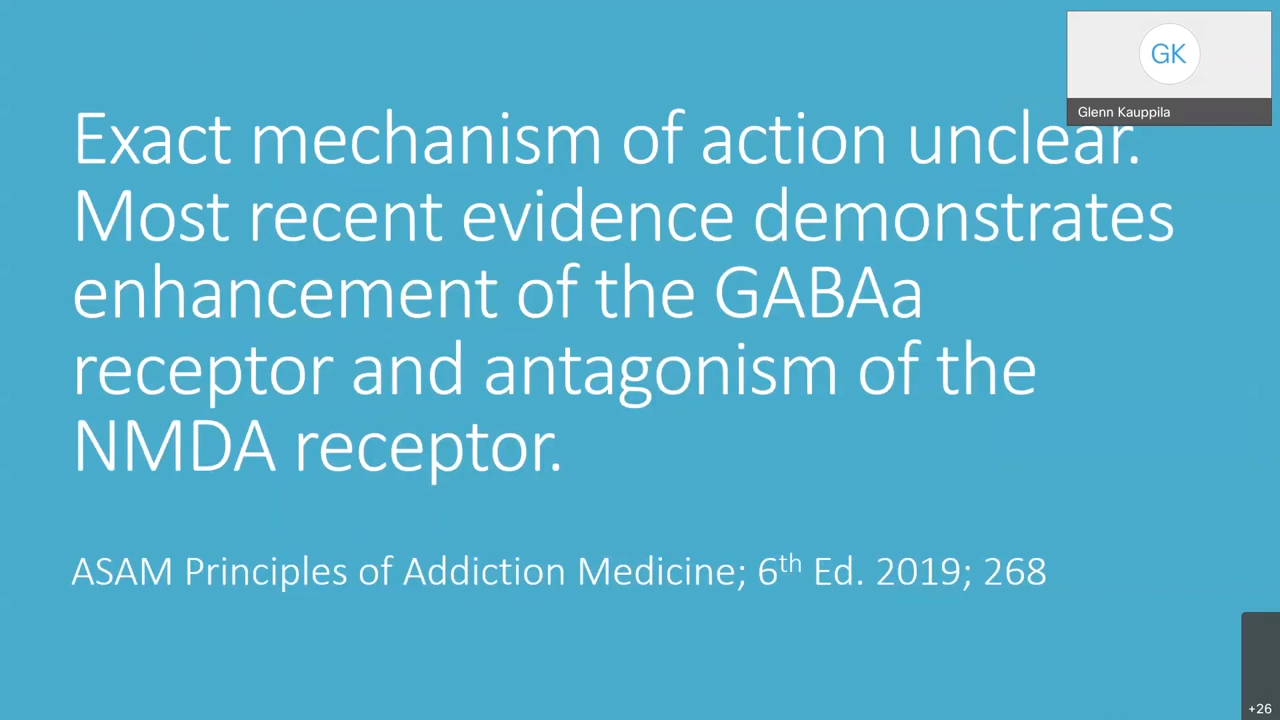 GK
Glenn Kauppila
Exact mechanism of action unclear.
Most recent evidence demonstrates
enhancement of the GABAa
receptor and antagonism of the
NMDA receptor.
ASAM Principles of Addiction Medicine; 6th Ed. 2019; 268
+26